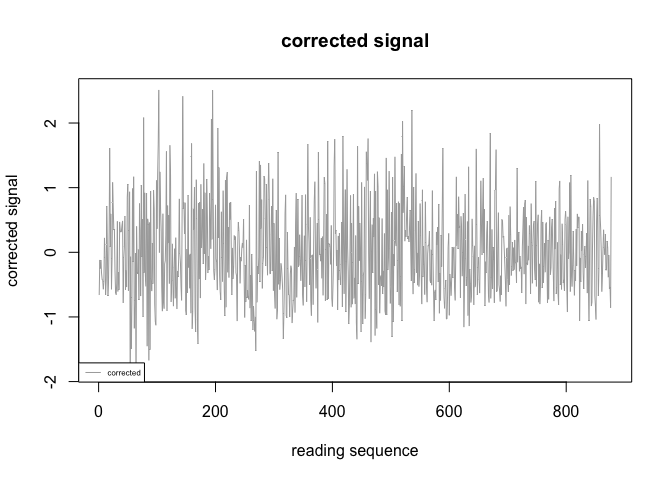 corrected signal
corrected signal
2
1
0
-1
-2
corrected
0 200 400 600 800
reading sequence